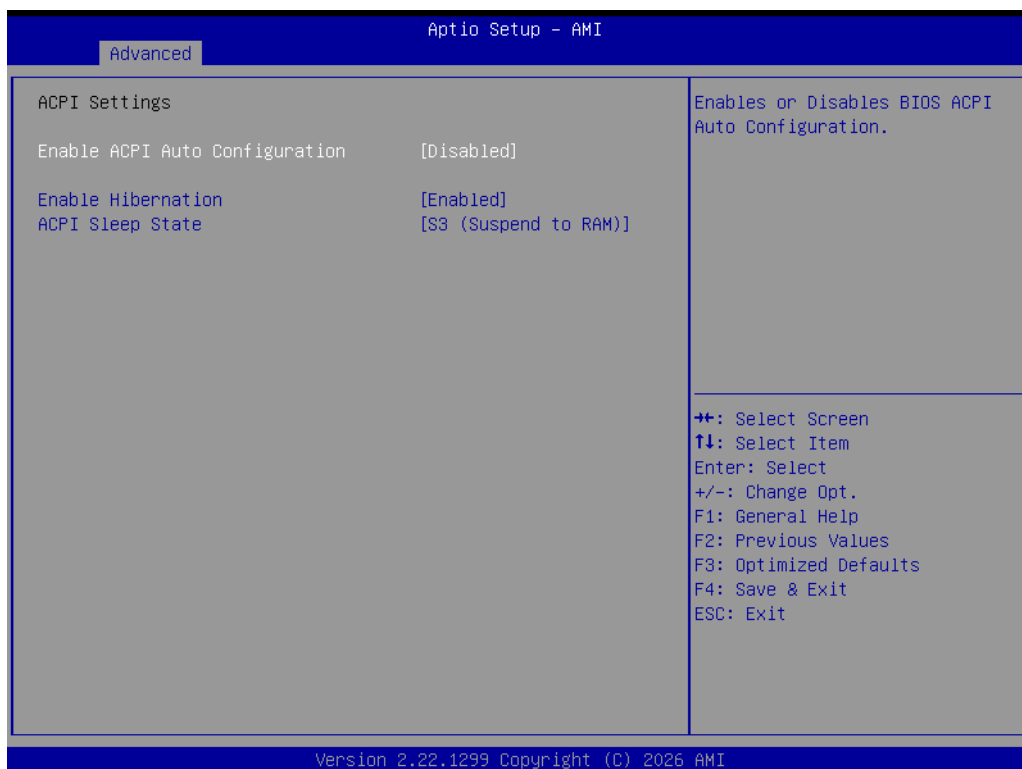 Aptio Setup – AMI
Advanced
ACPI Settings
Enable ACPI Auto Configuration [Disabled]
Enable Hibernation [Enabled]
ACPI Sleep State [S3 (Suspend to RAM)]
Enables or Disables BIOS ACPI
Auto Configuration.
→←: Select Screen
↑↓: Select Item
Enter: Select
+/-: Change Opt.
F1: General Help
F2: Previous Values
F3: Optimized Defaults
F4: Save & Exit
ESC: Exit
Version 2.22.1299 Copyright (C) 2026 AMI